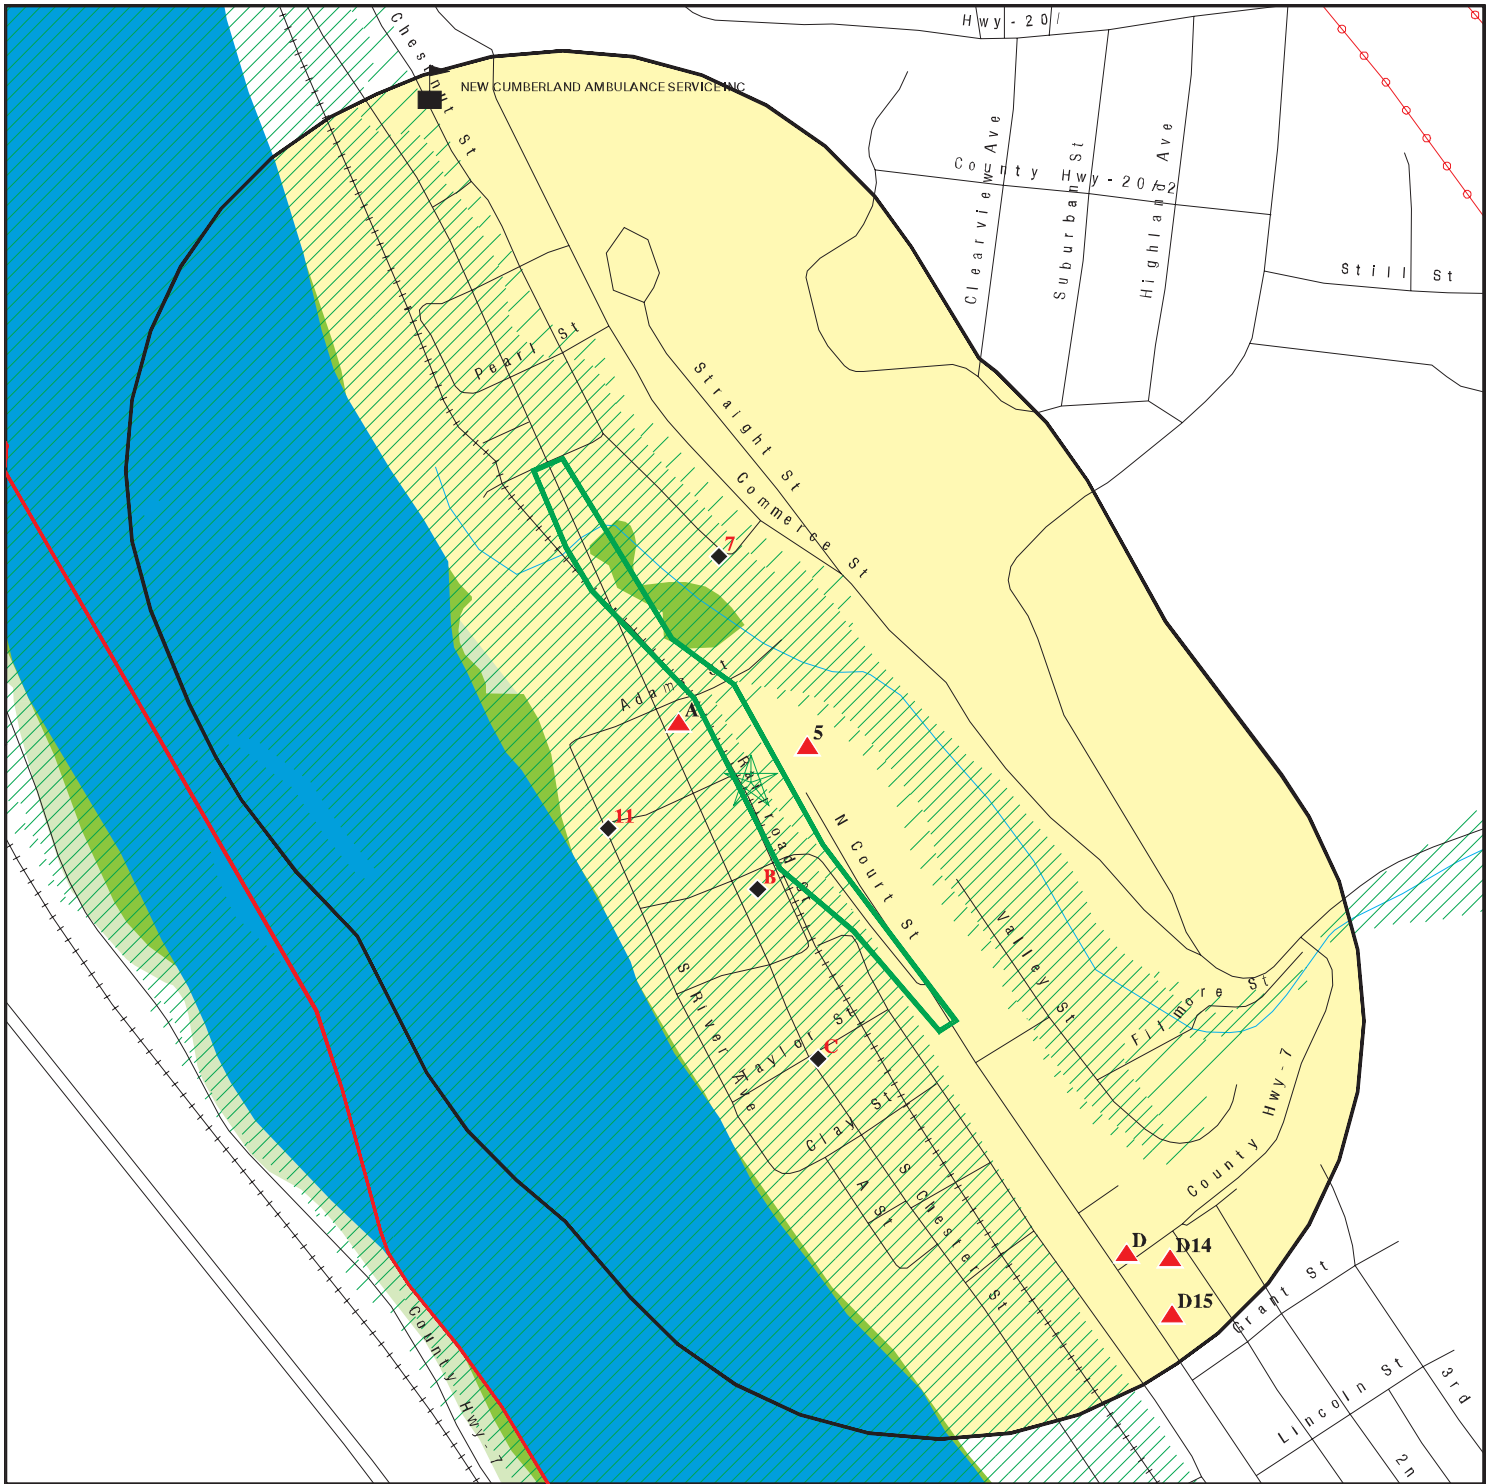 Hwy-20/
Chestnut St
NEW CUMBERLAND AMBULANCE SERVICE INC
County Hwy-20/2
Clearview Ave
Suburban St
Highland Ave
Still St
Pearl St
Straight St
Commerce St
7
Adams St
A
5
Railroad St
11
N Court St
B
Valley St
S River Ave
Fillmore St
Taylor St
C
County Hwy-7
Clay St
A St
S Chester St
D
D14
D15
Grant St
County Hwy-7
Lincoln St
3rd
2n